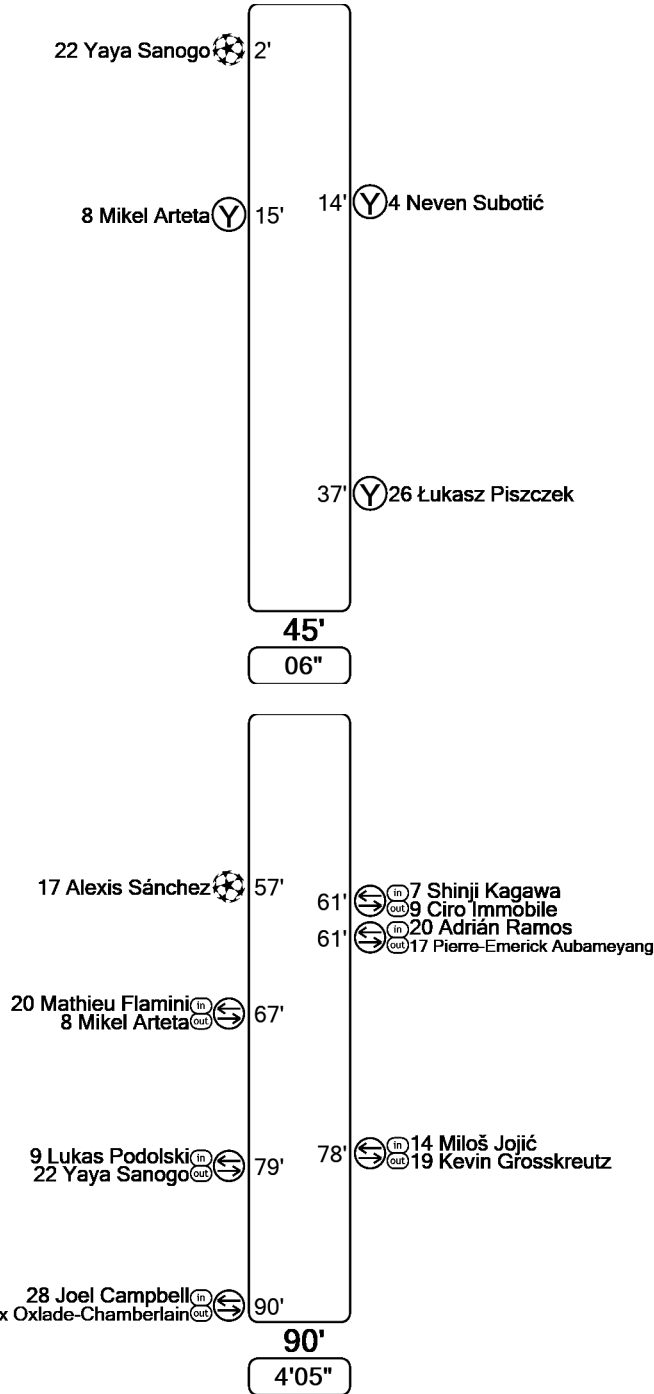 22 Yaya Sanogo 2'
14' Y 4 Neven Subotić
8 Mikel Arteta Y 15'
37' Y 26 Łukasz Piszczek
45'
06"
17 Alexis Sánchez 57'
61' in 7 Shinji Kagawa
out 9 Ciro Immobile
61' in 20 Adrián Ramos
out 17 Pierre-Emerick Aubameyang
20 Mathieu Flamini in 67'
8 Mikel Arteta out
78' in 14 Miloš Jojić
out 19 Kevin Grosskreutz
9 Lukas Podolski in 79'
22 Yaya Sanogo out
28 Joel Campbell in 90'
x Oxlade-Chamberlain out
90'
4'05"